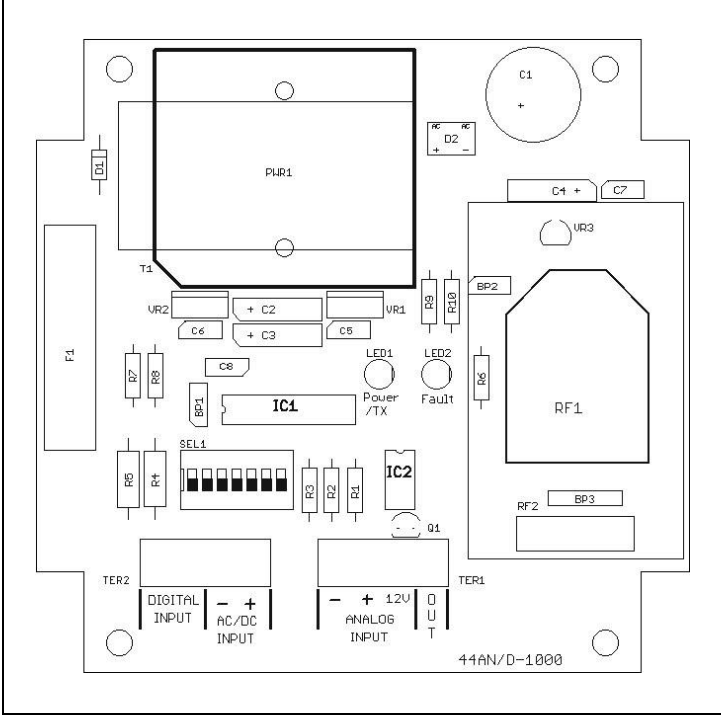 C1
+
AC AC
D2
+ -
D1
PWR1
C4 +
C7
VR3
T1
BP2
R9
R10
VR2
+ C2
VR1
C6
+ C3
C5
F1
LED1
LED2
R7
R8
C8
R6
Power
/TX
Fault
BP1
IC1
RF1
SEL1
IC2
R5
R4
R3
R2
R1
BP3
RF2
Q1
TER2
TER1
DIGITAL
INPUT
- +
AC/DC
INPUT
- + 12V
ANALOG
INPUT
OUT
44AN/D-1000